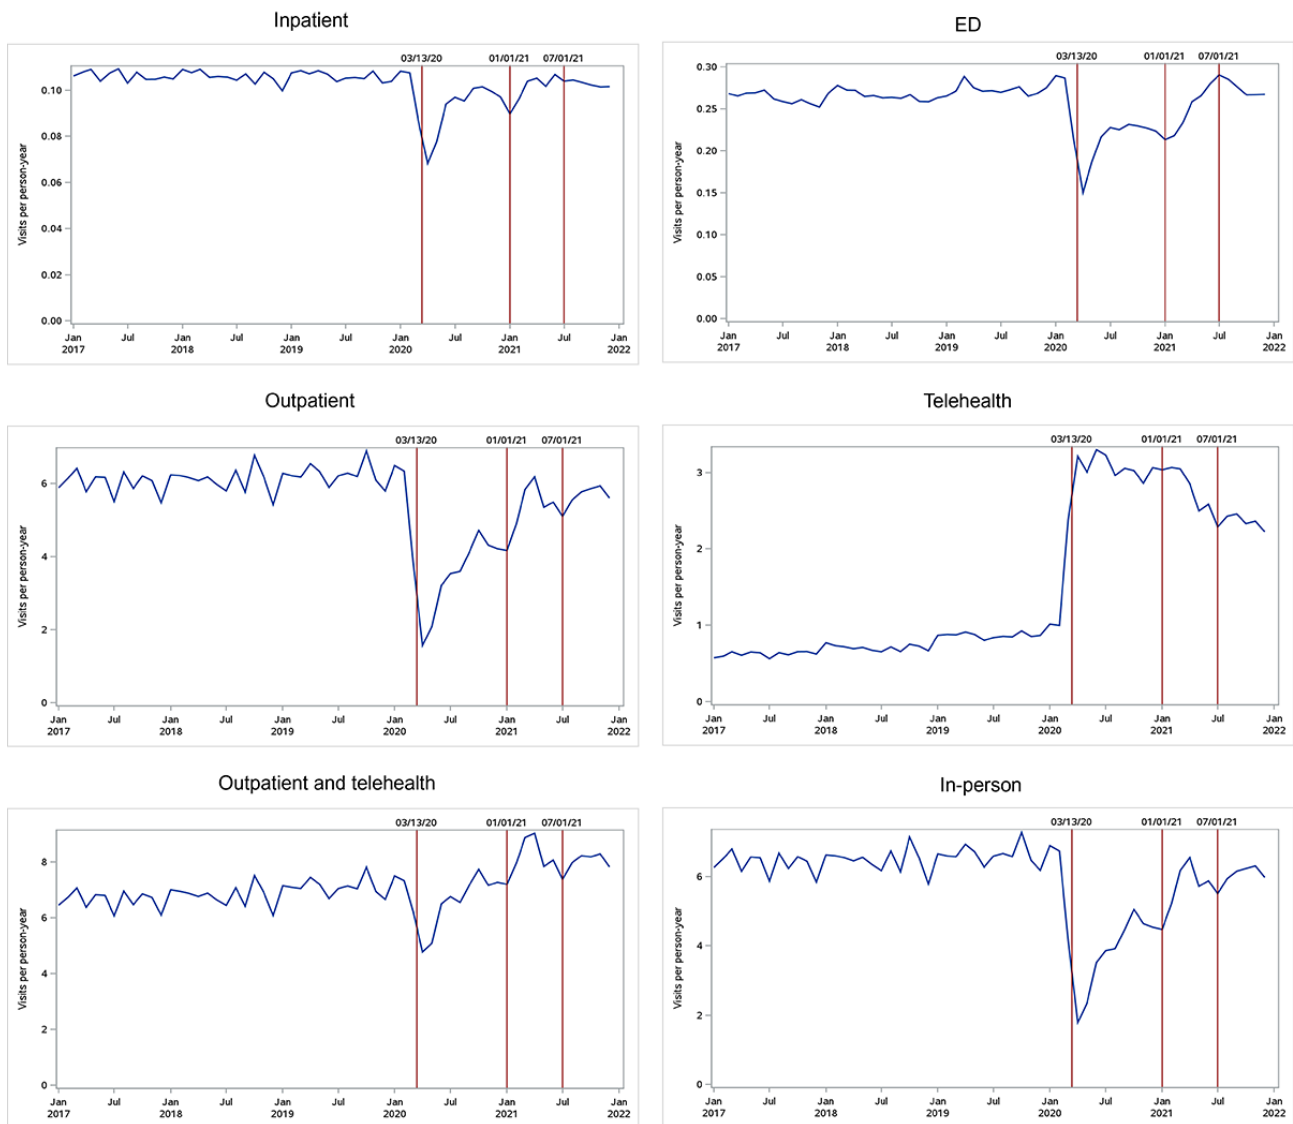 Inpatient
03/13/20 01/01/21 07/01/21
Visits per person-year
0.10
0.08
0.06
0.04
0.02
0.00
Jan Jul Jan Jul Jan Jul Jan Jul Jan Jul Jan
2017 2018 2019 2020 2021 2022
ED
03/13/20 01/01/21 07/01/21
Visits per person-year
0.30
0.25
0.20
0.15
0.10
0.05
0.00
Jan Jul Jan Jul Jan Jul Jan Jul Jan Jul Jan
2017 2018 2019 2020 2021 2022
Outpatient
03/13/20 01/01/21 07/01/21
Visits per person-year
6
4
2
0
Jan Jul Jan Jul Jan Jul Jan Jul Jan Jul Jan
2017 2018 2019 2020 2021 2022
Telehealth
03/13/20 01/01/21 07/01/21
Visits per person-year
3
2
1
0
Jan Jul Jan Jul Jan Jul Jan Jul Jan Jul Jan
2017 2018 2019 2020 2021 2022
Outpatient and telehealth
03/13/20 01/01/21 07/01/21
Visits per person-year
8
6
4
2
0
Jan Jul Jan Jul Jan Jul Jan Jul Jan Jul Jan
2017 2018 2019 2020 2021 2022
In-person
03/13/20 01/01/21 07/01/21
Visits per person-year
6
4
2
0
Jan Jul Jan Jul Jan Jul Jan Jul Jan Jul Jan
2017 2018 2019 2020 2021 2022